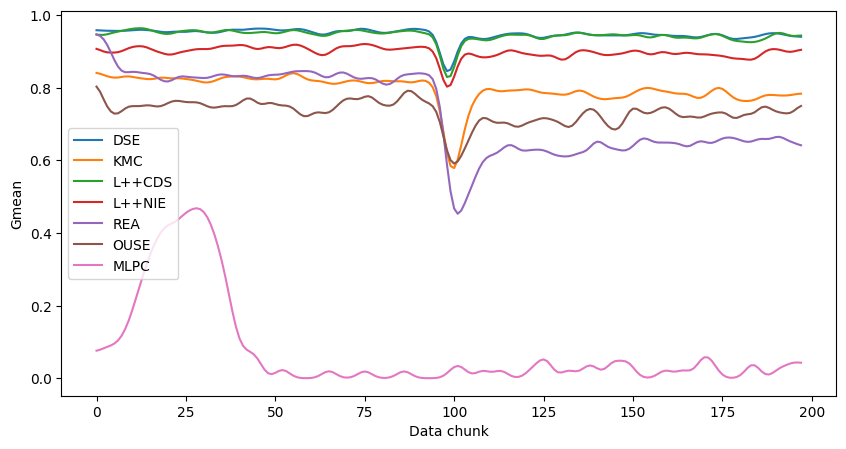 1.0
0.8
0.6
0.4
0.2
0.0
Gmean
DSE
KMC
L++CDS
L++NIE
REA
OUSE
MLPC
0 25 50 75 100 125 150 175 200
Data chunk